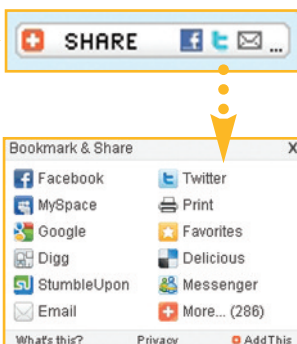 SHARE ...
Bookmark & Share X
Facebook Twitter
MySpace Print
Google Favorites
Digg Delicious
StumbleUpon Messenger
Email More... (286)
What's this? Privacy AddThis